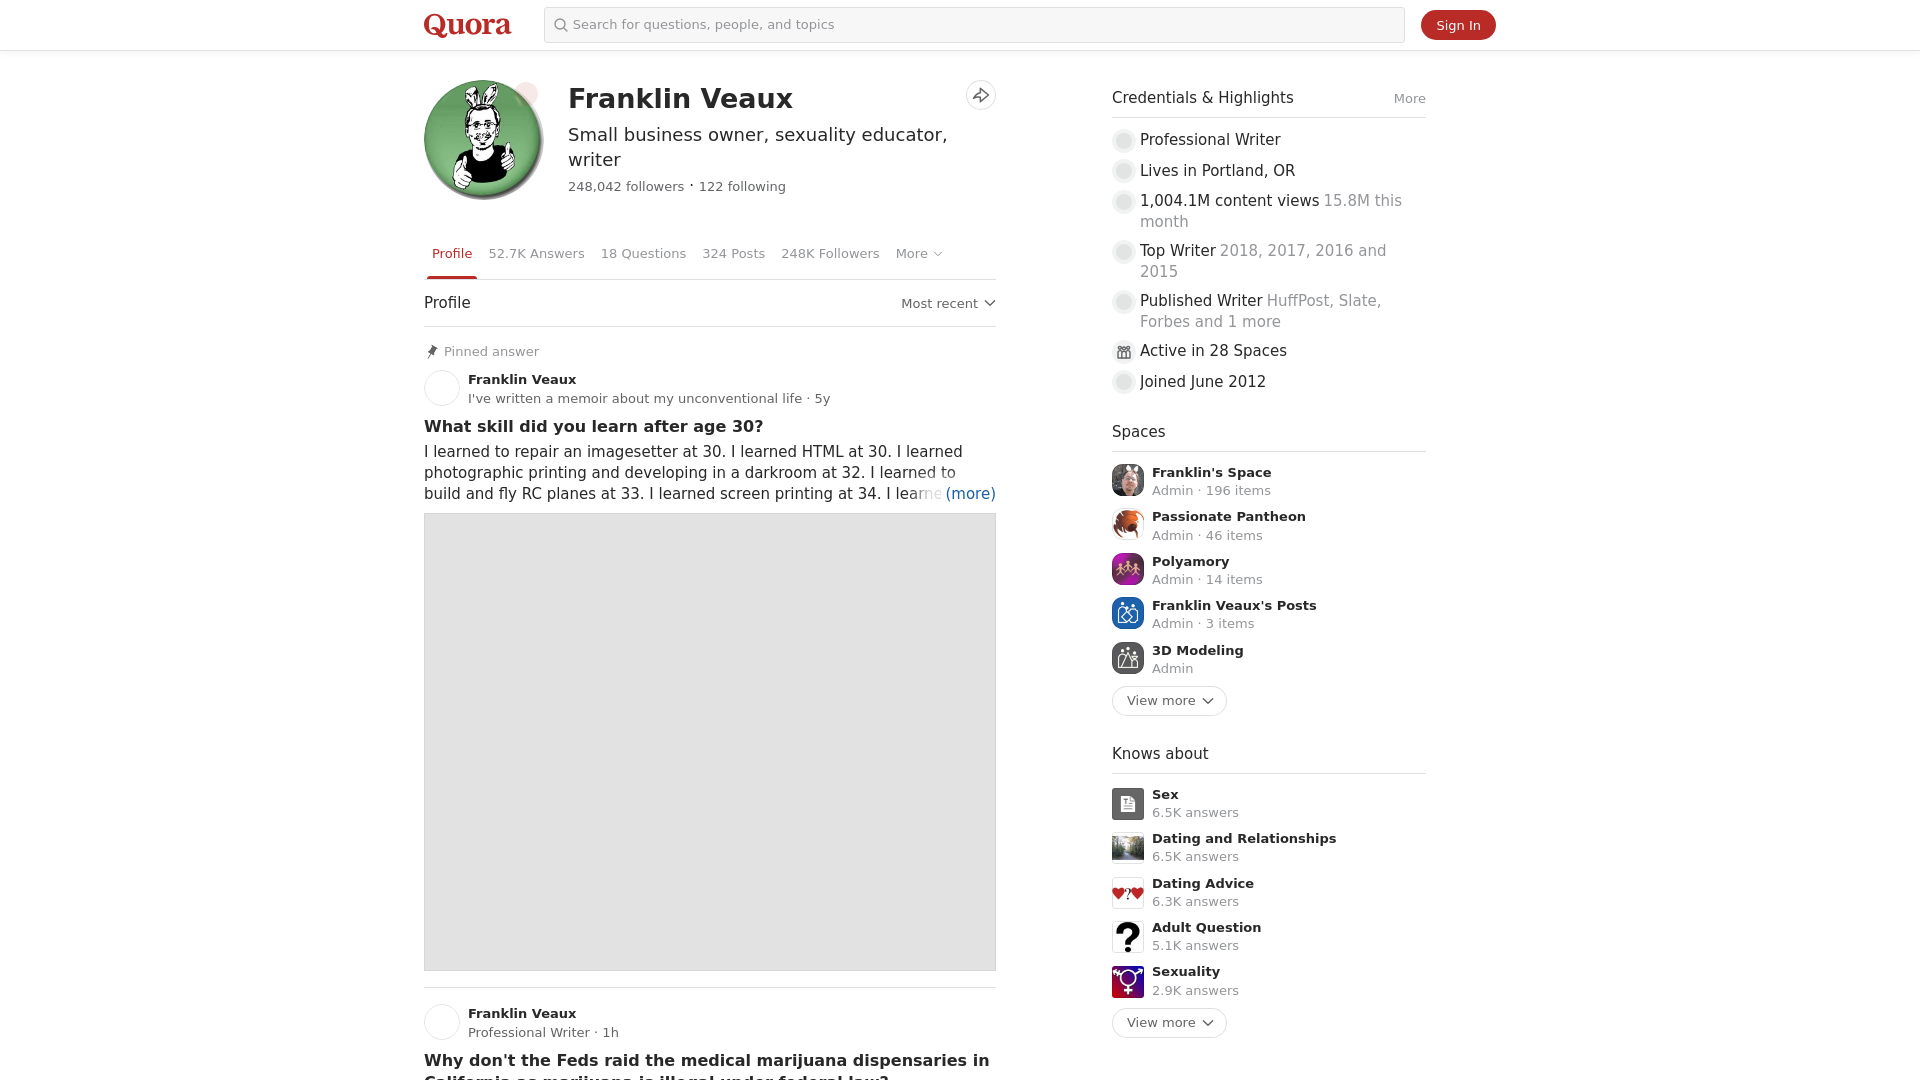 Quora
Search for questions, people, and topics
Sign In
Franklin Veaux
Small business owner, sexuality educator,
writer
248,042 followers · 122 following
Profile
52.7K Answers
18 Questions
324 Posts
248K Followers
More
Profile
Most recent
Pinned answer
Franklin Veaux
I've written a memoir about my unconventional life · 5y
What skill did you learn after age 30?
I learned to repair an imagesetter at 30. I learned HTML at 30. I learned
photographic printing and developing in a darkroom at 32. I learned to
build and fly RC planes at 33. I learned screen printing at 34. I learne (more)
Franklin Veaux
Professional Writer · 1h
Why don't the Feds raid the medical marijuana dispensaries in
California as marijuana is illegal under federal law?
Credentials & Highlights
More
Professional Writer
Lives in Portland, OR
1,004.1M content views 15.8M this
month
Top Writer 2018, 2017, 2016 and
2015
Published Writer HuffPost, Slate,
Forbes and 1 more
Active in 28 Spaces
Joined June 2012
Spaces
Franklin's Space
Admin · 196 items
Passionate Pantheon
Admin · 46 items
Polyamory
Admin · 14 items
Franklin Veaux's Posts
Admin · 3 items
3D Modeling
Admin
View more
Knows about
Sex
6.5K answers
Dating and Relationships
6.5K answers
Dating Advice
6.3K answers
Adult Question
5.1K answers
Sexuality
2.9K answers
View more